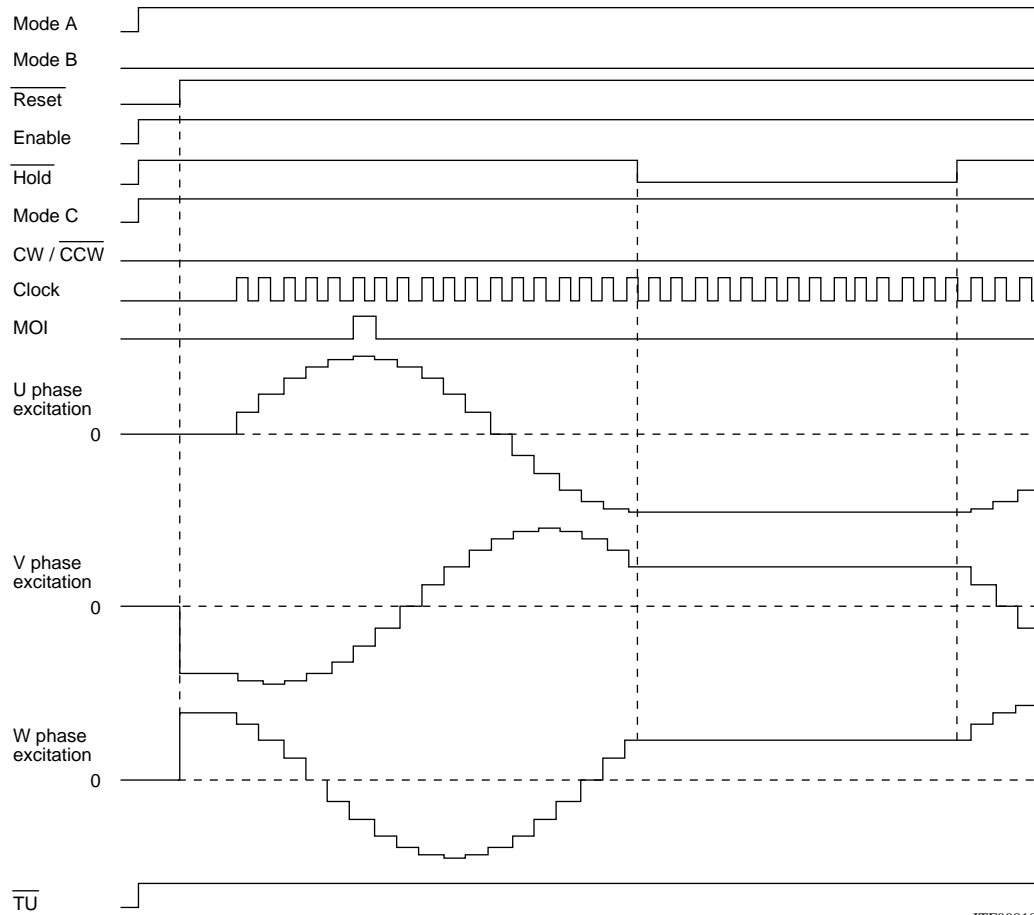 Mode A
Mode B
Reset
Enable
Hold
Mode C
CW / CCW
Clock
MOI
U phase
excitation
0
V phase
excitation
0
W phase
excitation
0
TU